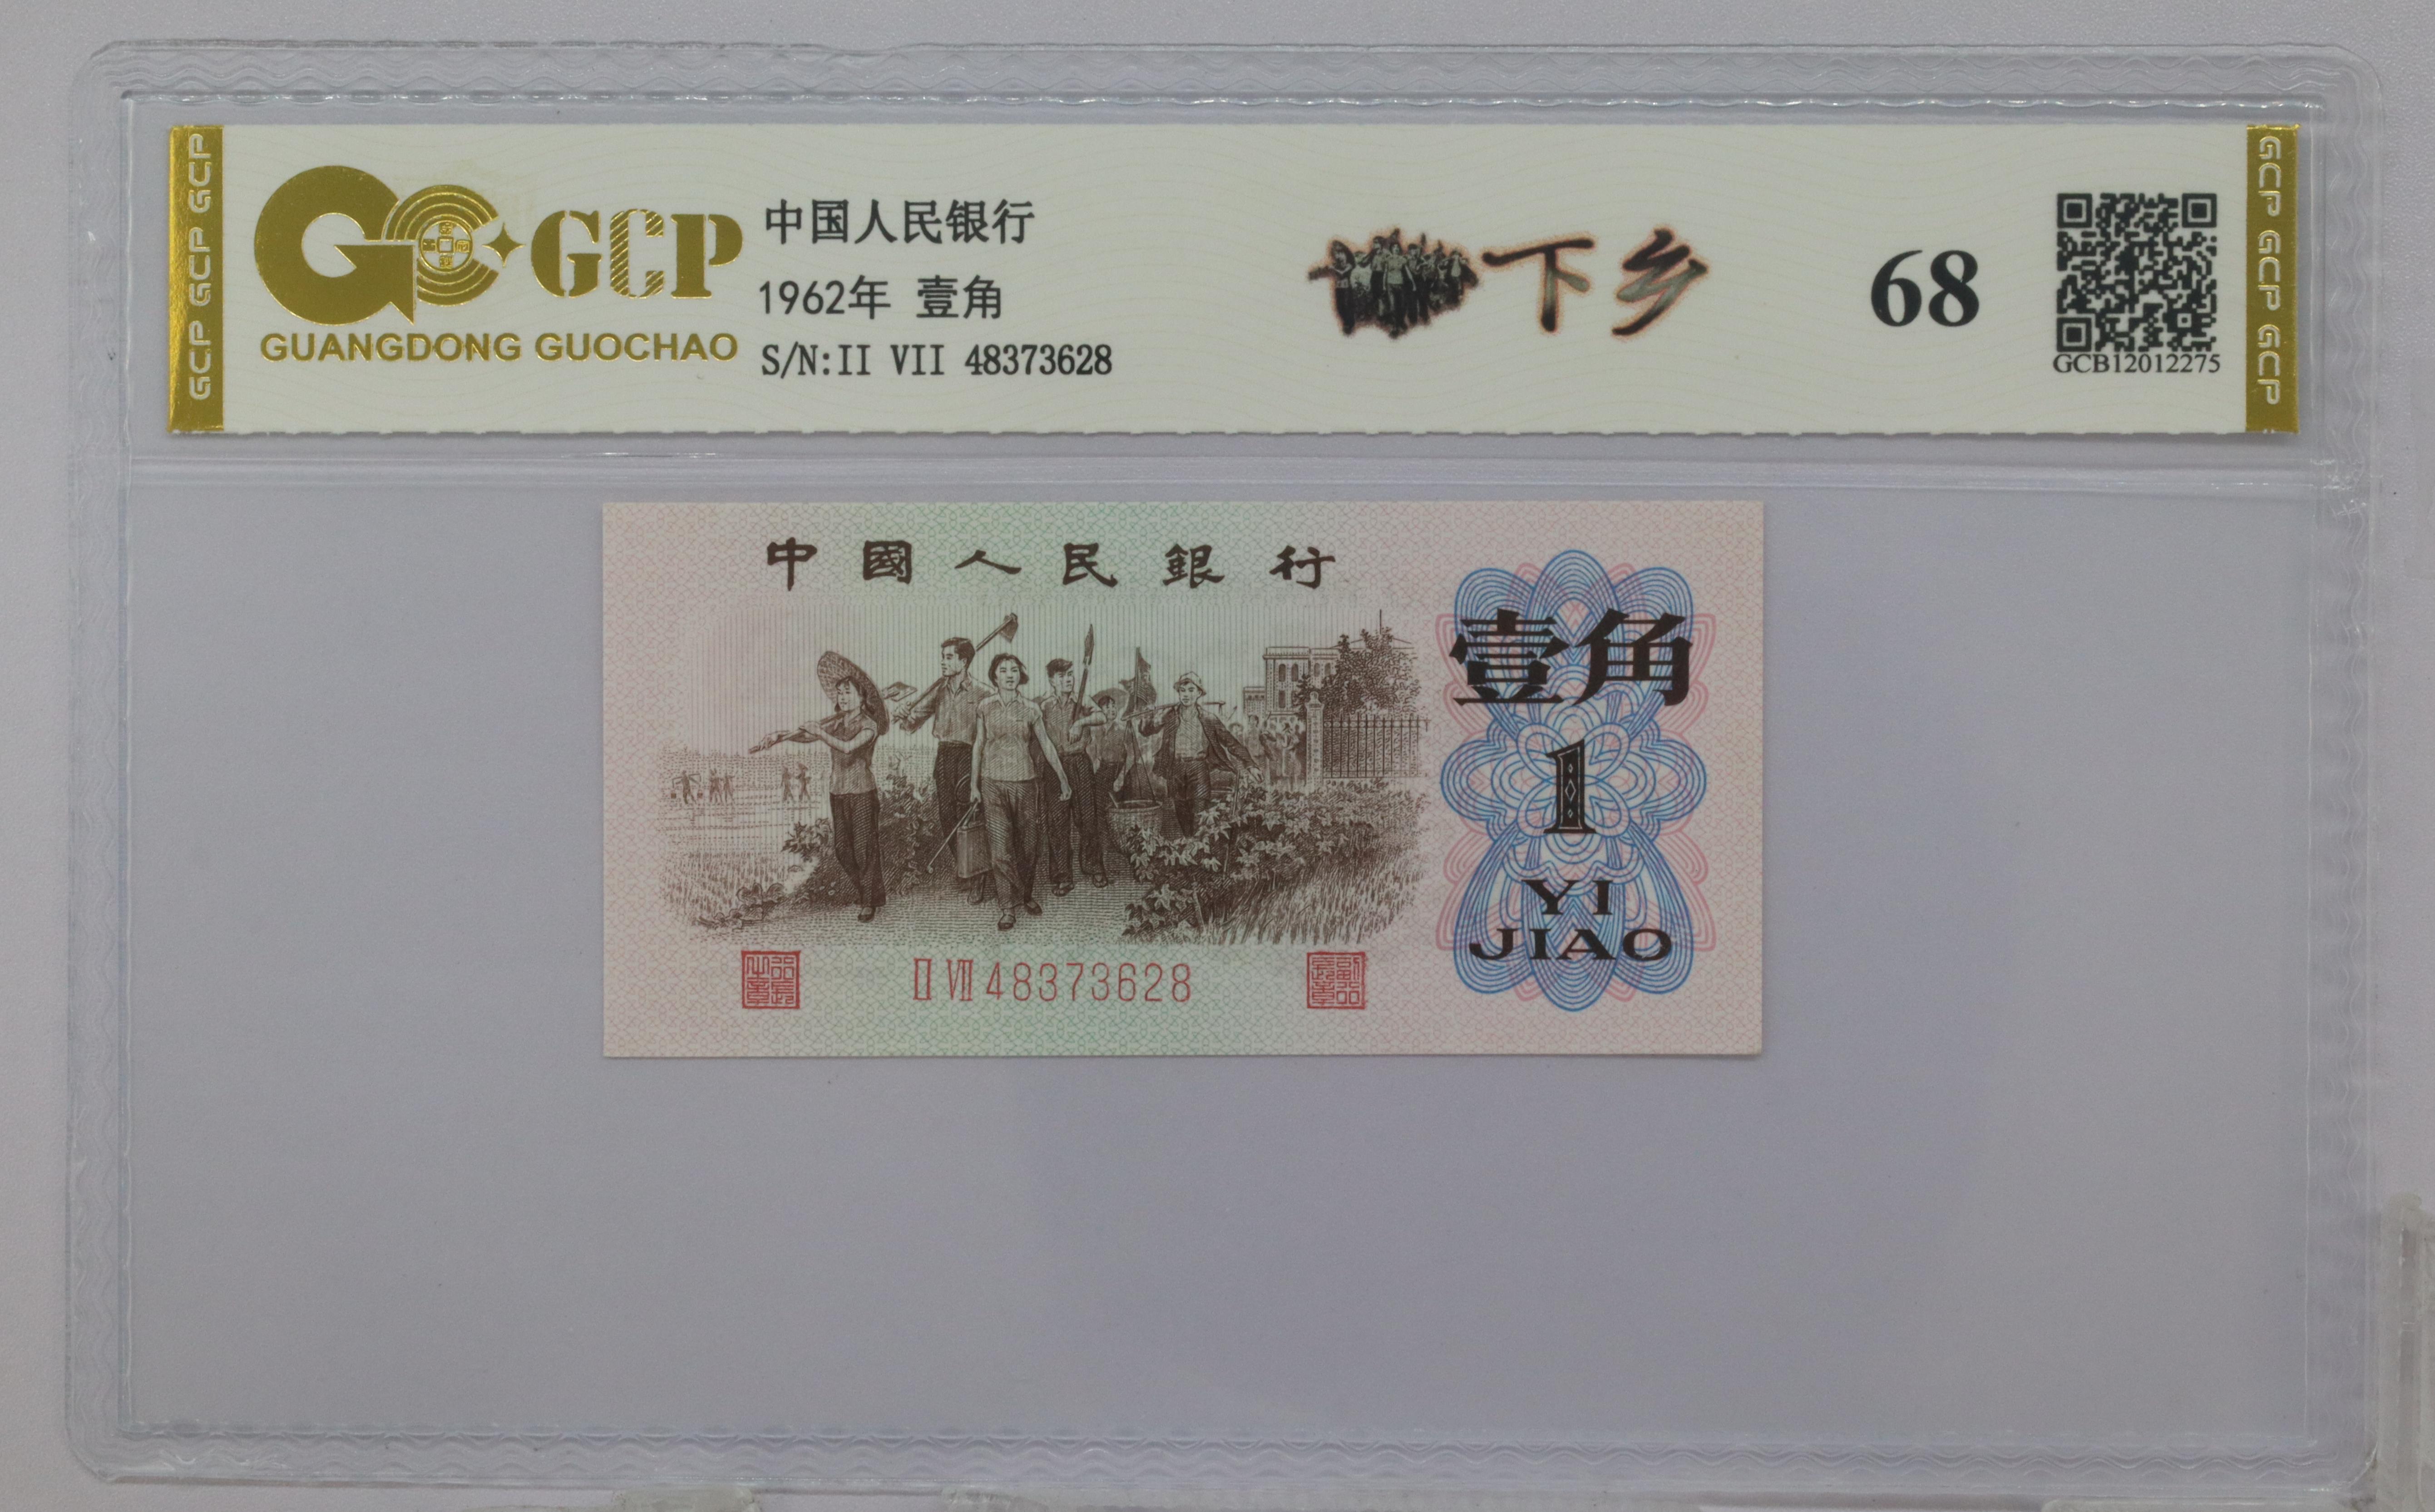 GCP GCP GCP
GCP
GUANGDONG GUOCHAO
中国人民银行
1962年 壹角
S/N:II VII 48373628
下乡
68
GCB12012275
GCP GCP GCP
中國人民銀行
壹角
1
YI
JIAO
II VII 48373628